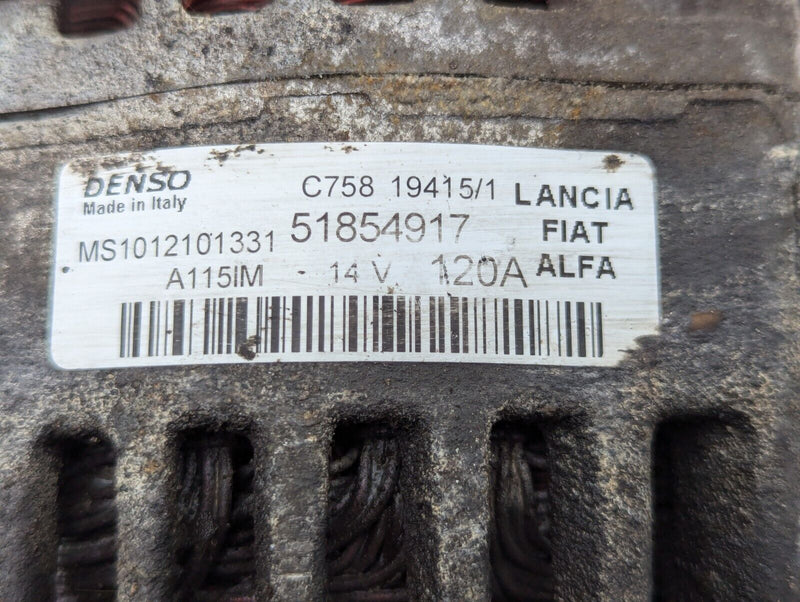 DENSO
Made in Italy
C758 19415/1
MS1012101331
51854917
A115IM - 14 V 120A
LANCIA
FIAT
ALFA